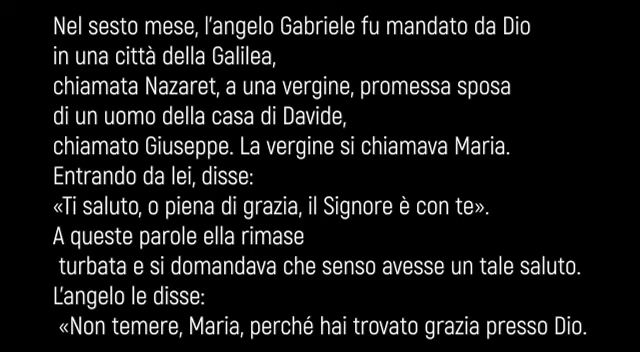 Nel sesto mese, l'angelo Gabriele fu mandato da Dio
in una città della Galilea,
chiamata Nazaret, a una vergine, promessa sposa
di un uomo della casa di Davide,
chiamato Giuseppe. La vergine si chiamava Maria.
Entrando da lei, disse:
«Ti saluto, o piena di grazia, il Signore è con te».
A queste parole ella rimase
turbata e si domandava che senso avesse un tale saluto.
L'angelo le disse:
«Non temere, Maria, perché hai trovato grazia presso Dio.